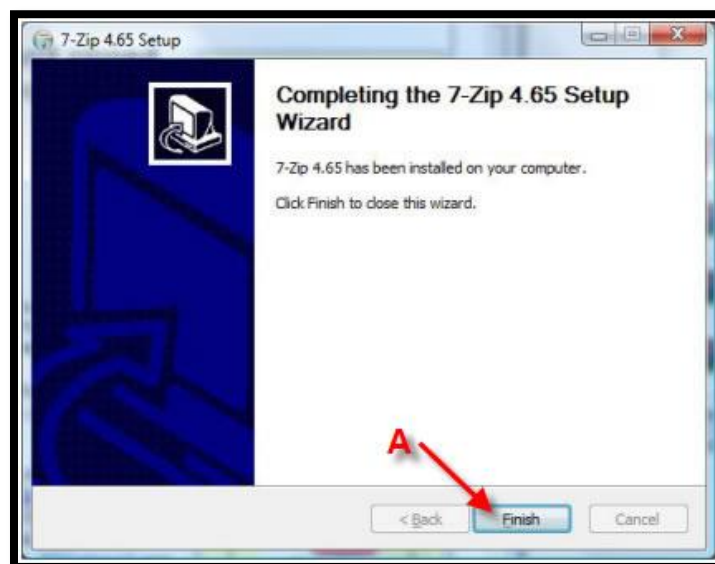 7-Zip 4.65 Setup
Completing the 7-Zip 4.65 Setup
Wizard
7-Zip 4.65 has been installed on your computer.
Click Finish to close this wizard.
A
< Back Finish Cancel